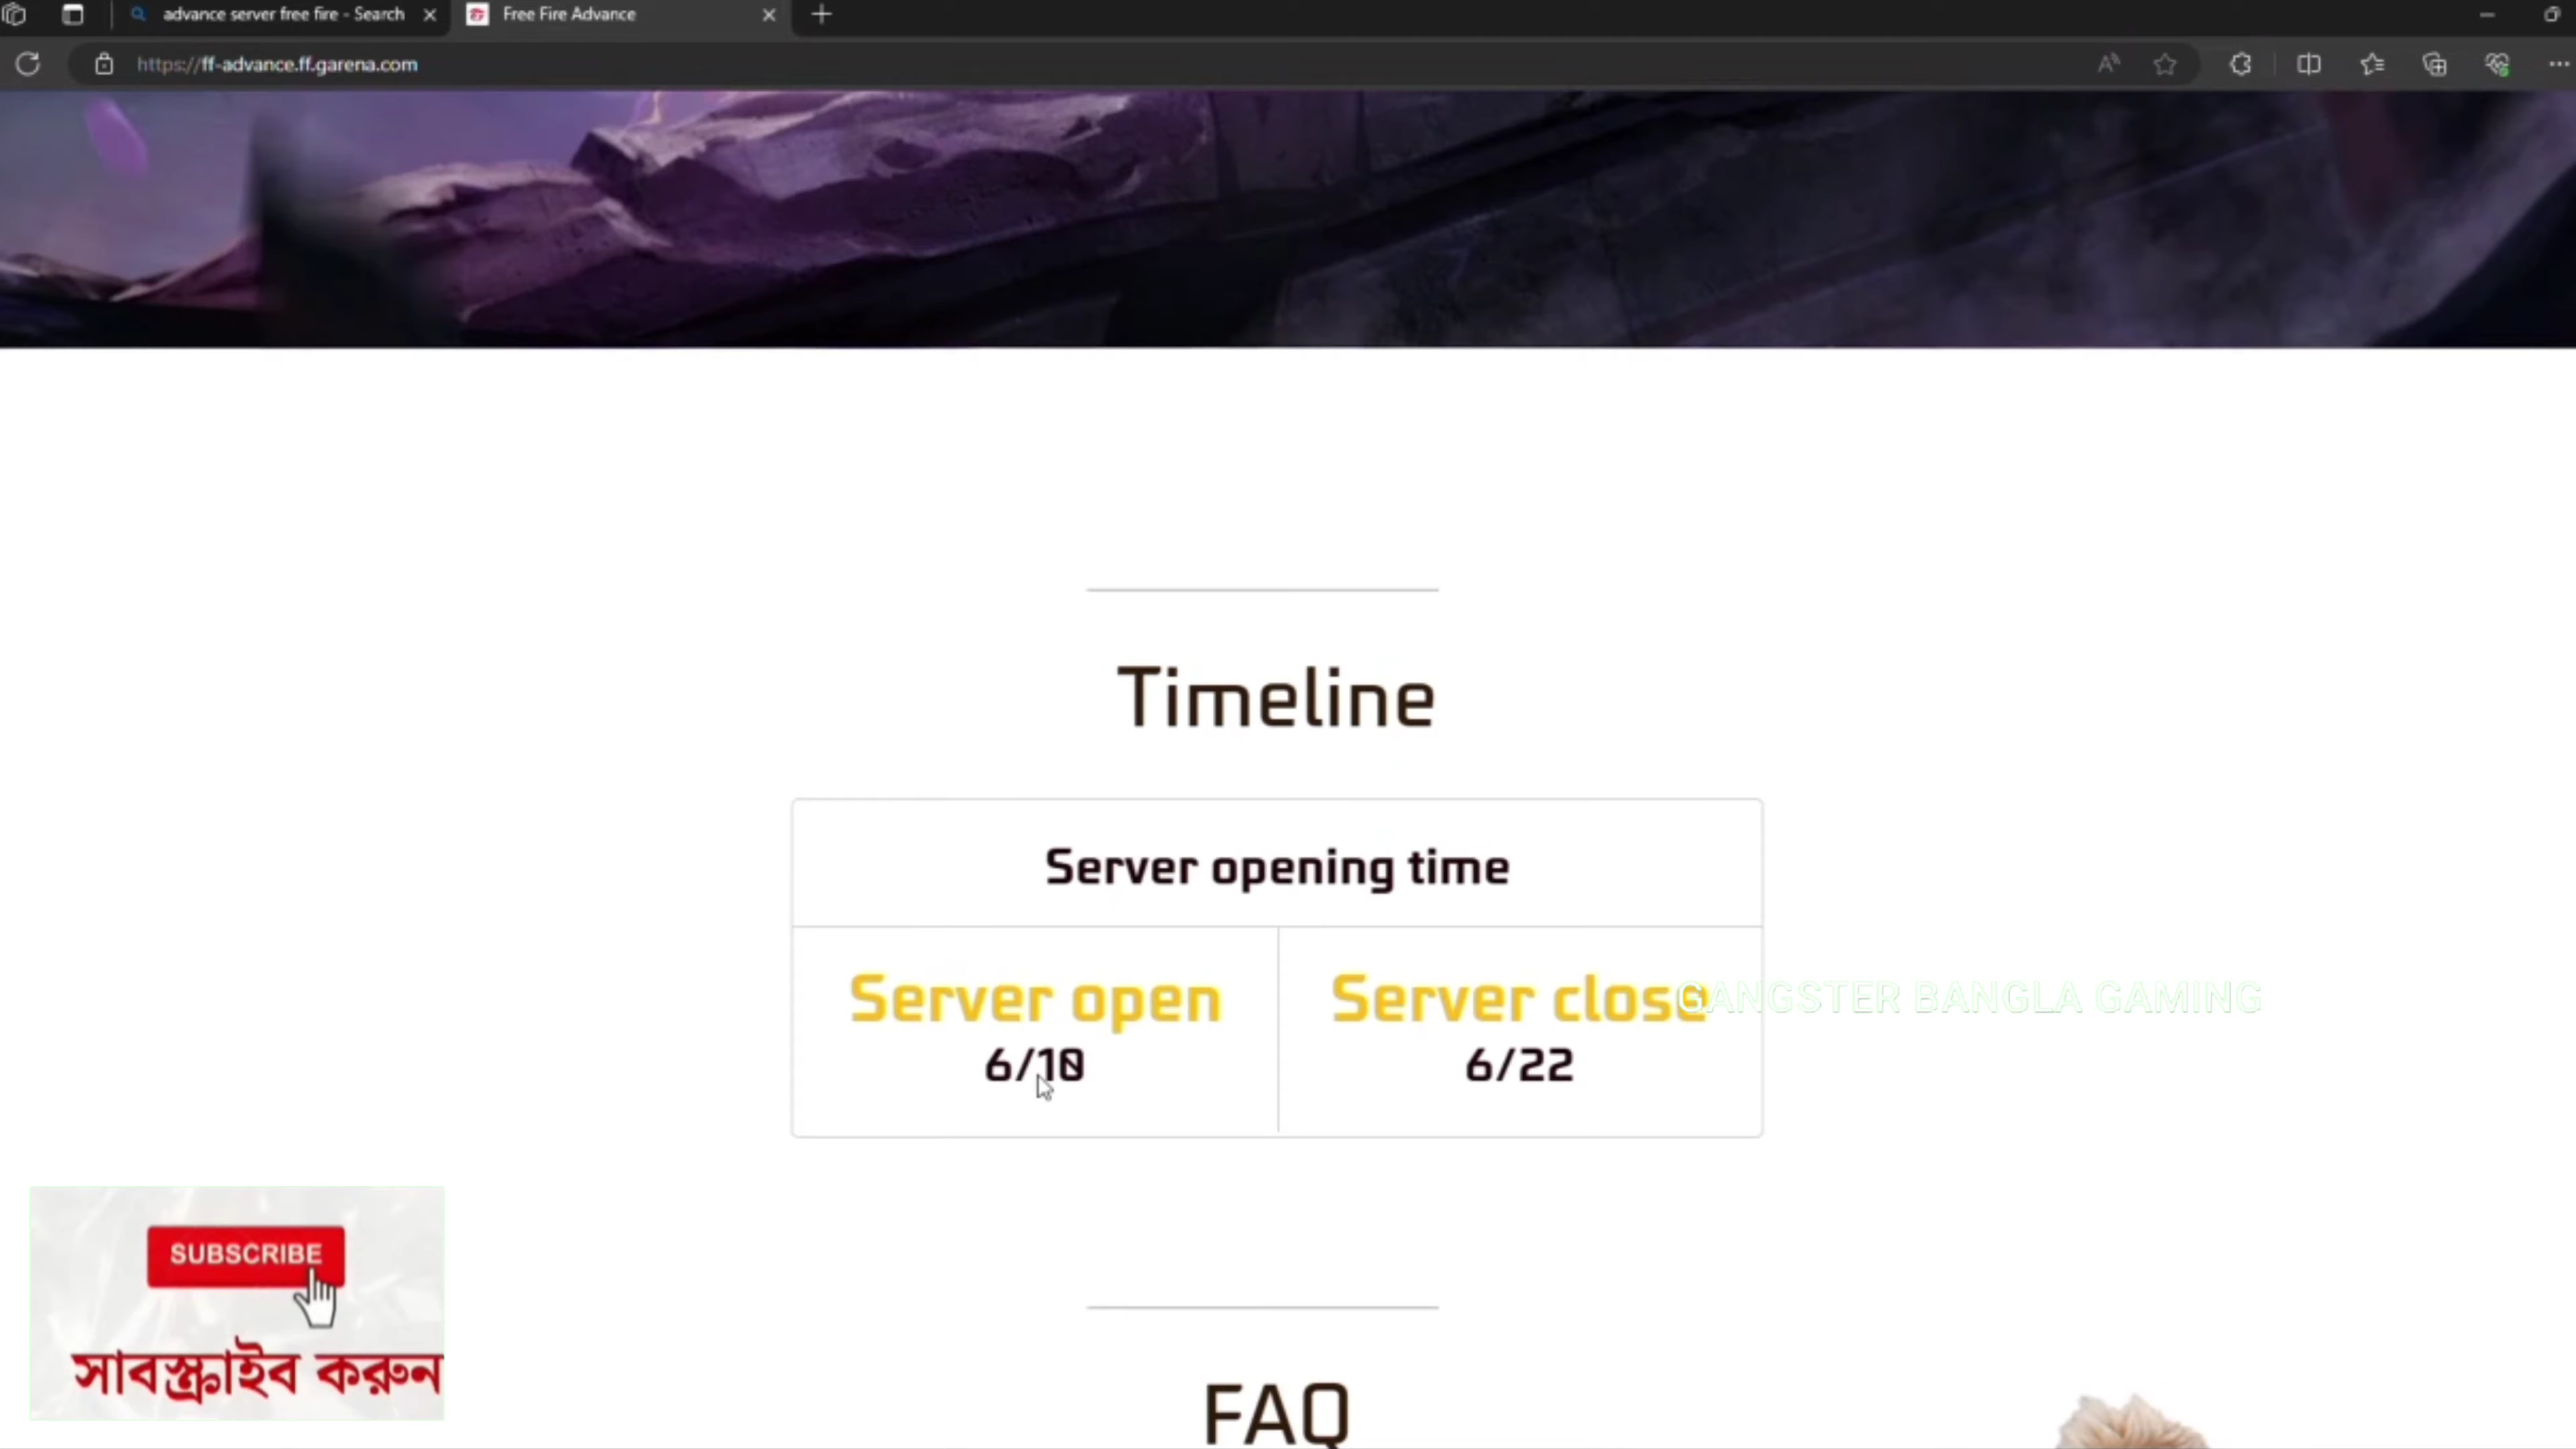 advance server free fire - Search
Free Fire Advance
https://ff-advance.ff.garena.com
Timeline
Server opening time
Server open
Server close
6/10
6/22
GANGSTER BANGLA GAMING
SUBSCRIBE
সাবস্ক্রাইব করুন
FAQ